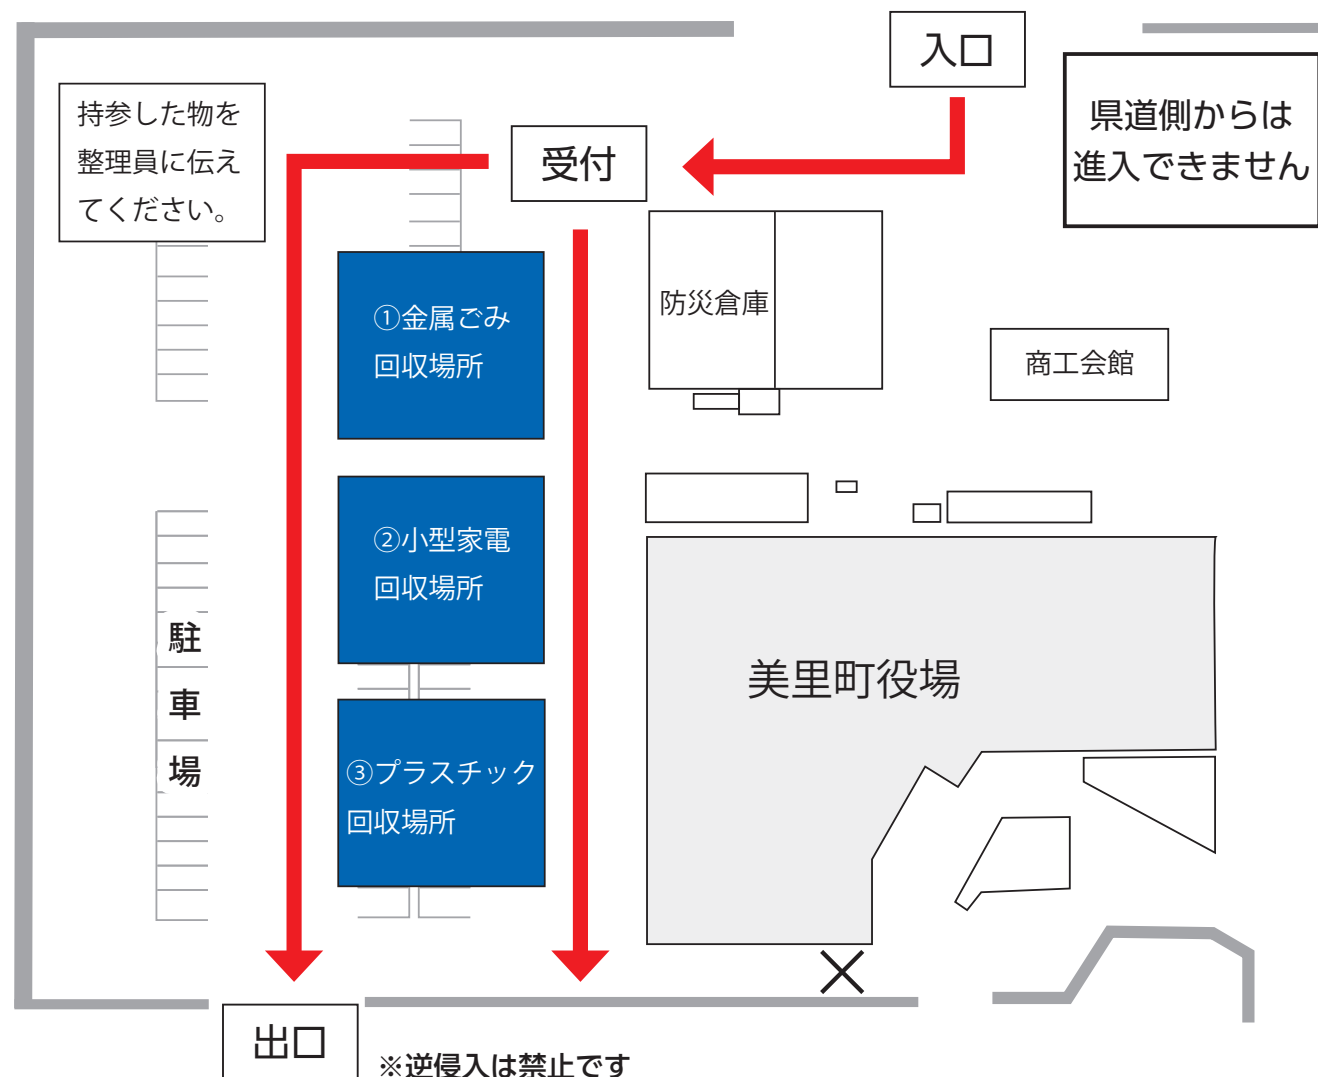 入口
県道側からは
進入できません
持参した物を
整理員に伝え
てください。
受付
①金属ごみ
回収場所
防災倉庫
商工会館
②小型家電
回収場所
駐
車
場
美里町役場
③プラスチック
回収場所
出口
※逆侵入は禁止です